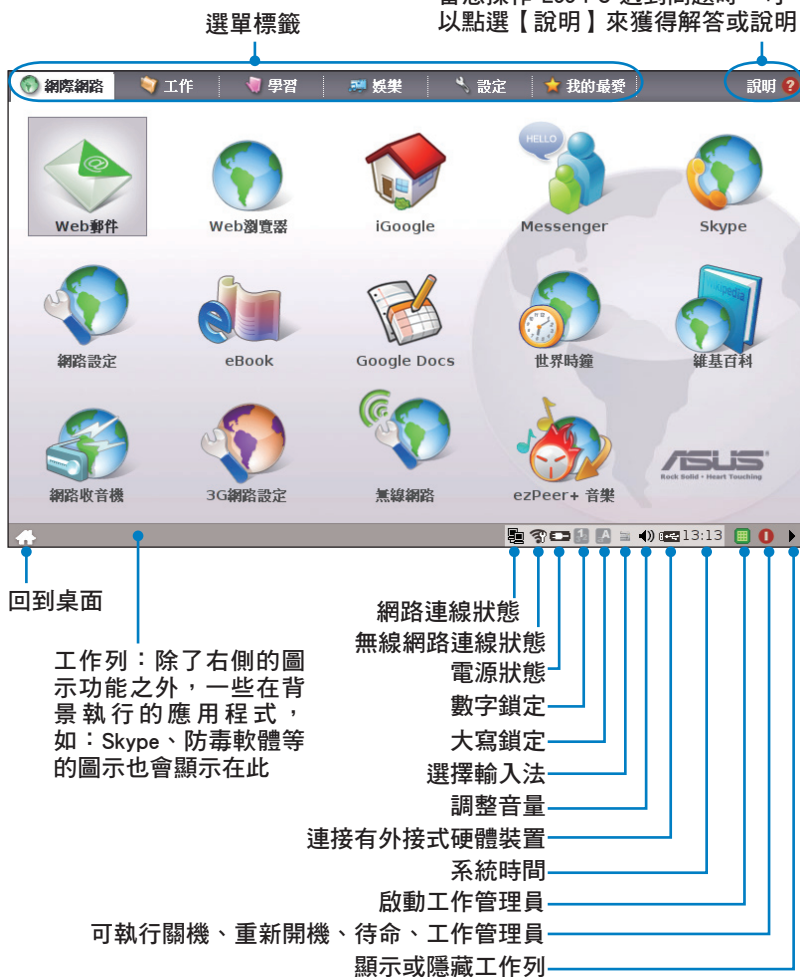 選單標籤
以點選【說明】來獲得解答或說明
網際網路 工作 學習 娛樂 設定 我的最愛 說明 ?
HELLO
Web郵件 Web瀏覽器 iGoogle Messenger Skype
網路設定 eBook Google Docs 世界時鐘 維基百科
網路收音機 3G網路設定 無線網路 ezPeer+ 音樂
ASUS
Rock Solid • Heart Touching
13:13
回到桌面
工作列：除了右側的圖
示功能之外，一些在背
景執行的應用程式，
如：Skype、防毒軟體等
的圖示也會顯示在此
網路連線狀態
無線網路連線狀態
電源狀態
數字鎖定
大寫鎖定
選擇輸入法
調整音量
連接有外接式硬體裝置
系統時間
啟動工作管理員
可執行關機、重新開機、待命、工作管理員
顯示或隱藏工作列